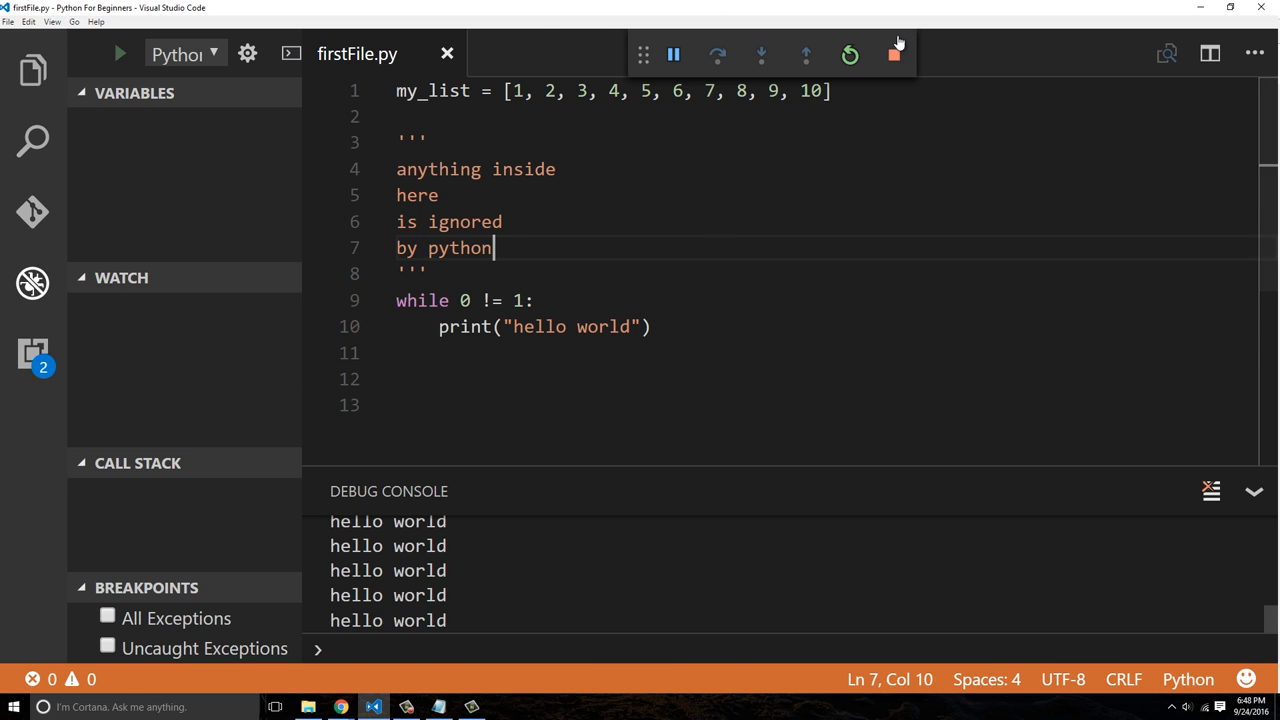 firstFile.py - Python For Beginners - Visual Studio Code
File Edit View Go Help
Pythor
firstFile.py
VARIABLES
WATCH
CALL STACK
BREAKPOINTS
All Exceptions
Uncaught Exceptions
2
1 my_list = [1, 2, 3, 4, 5, 6, 7, 8, 9, 10]
2
3 '''
4 anything inside
5 here
6 is ignored
7 by python
8 '''
9 while 0 != 1:
10 print("hello world")
11
12
13
DEBUG CONSOLE
hello world
hello world
hello world
hello world
hello world
0 0
Ln 7, Col 10 Spaces: 4 UTF-8 CRLF Python
I'm Cortana. Ask me anything.
6:48 PM
9/24/2016